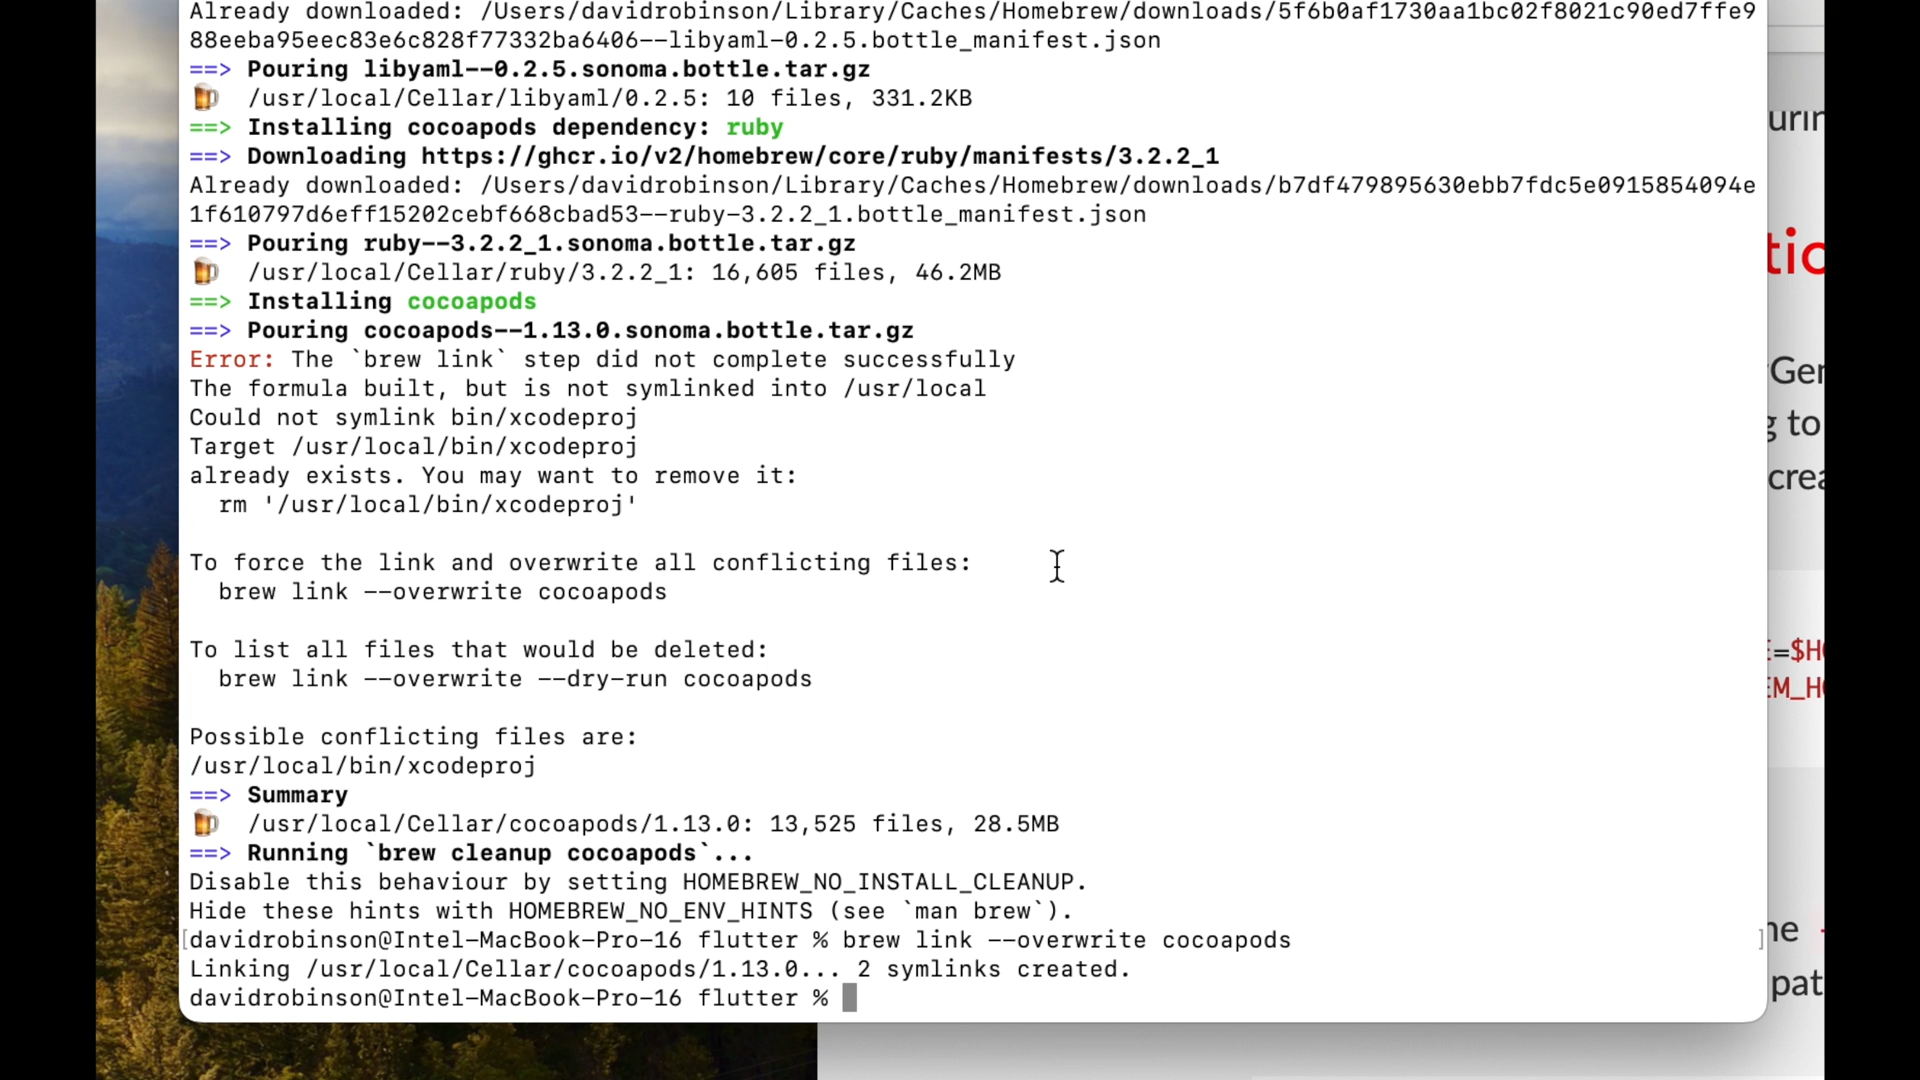 Already downloaded: /Users/davidrobinson/Library/Caches/Homebrew/downloads/5f6b0af1730aa1bc02f8021c90ed7ffe9
88eeba95eec83e6c828f77332ba6406--libyaml-0.2.5.bottle_manifest.json
==> Pouring libyaml--0.2.5.sonoma.bottle.tar.gz
🍺 /usr/local/Cellar/libyaml/0.2.5: 10 files, 331.2KB
==> Installing cocoapods dependency: ruby
==> Downloading https://ghcr.io/v2/homebrew/core/ruby/manifests/3.2.2_1
Already downloaded: /Users/davidrobinson/Library/Caches/Homebrew/downloads/b7df479895630ebb7fdc5e0915854094e
1f610797d6eff15202cebf668cbad53--ruby-3.2.2_1.bottle_manifest.json
==> Pouring ruby--3.2.2_1.sonoma.bottle.tar.gz
🍺 /usr/local/Cellar/ruby/3.2.2_1: 16,605 files, 46.2MB
==> Installing cocoapods
==> Pouring cocoapods--1.13.0.sonoma.bottle.tar.gz
Error: The `brew link` step did not complete successfully
The formula built, but is not symlinked into /usr/local
Could not symlink bin/xcodeproj
Target /usr/local/bin/xcodeproj
already exists. You may want to remove it:
  rm '/usr/local/bin/xcodeproj'
To force the link and overwrite all conflicting files:
  brew link --overwrite cocoapods
To list all files that would be deleted:
  brew link --overwrite --dry-run cocoapods
Possible conflicting files are:
/usr/local/bin/xcodeproj
==> Summary
🍺 /usr/local/Cellar/cocoapods/1.13.0: 13,525 files, 28.5MB
==> Running `brew cleanup cocoapods`...
Disable this behaviour by setting HOMEBREW_NO_INSTALL_CLEANUP.
Hide these hints with HOMEBREW_NO_ENV_HINTS (see `man brew`).
[davidrobinson@Intel-MacBook-Pro-16 flutter % brew link --overwrite cocoapods ]
Linking /usr/local/Cellar/cocoapods/1.13.0... 2 symlinks created.
davidrobinson@Intel-MacBook-Pro-16 flutter %